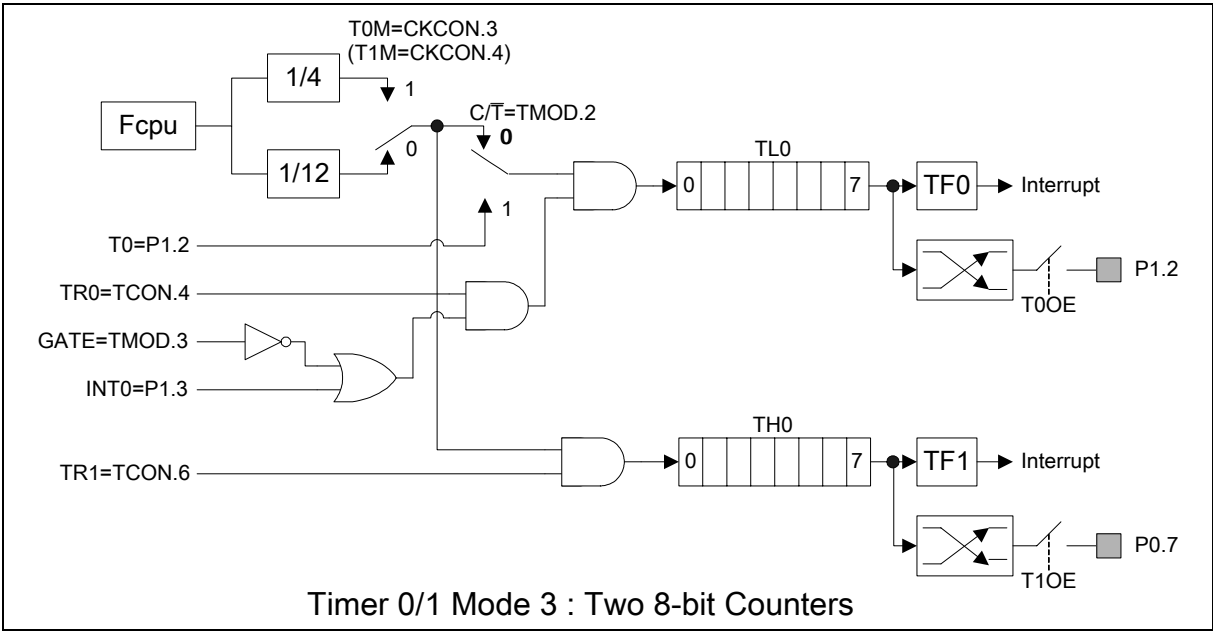 T0M=CKCON.3
(T1M=CKCON.4)
1/4
1
C/T̅=TMOD.2
Fcpu
0
0
1/12
TL0
0
7
TF0
Interrupt
1
T0=P1.2
P1.2
TR0=TCON.4
T0OE
GATE=TMOD.3
INT0=P1.3
TH0
0
7
TF1
Interrupt
TR1=TCON.6
P0.7
T1OE
Timer 0/1 Mode 3 : Two 8-bit Counters